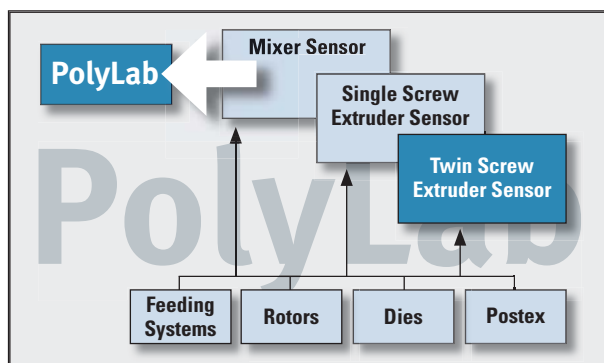 PolyLab
Mixer Sensor
Single Screw
Extruder Sensor
Twin Screw
Extruder Sensor
PolyLab
Feeding
Systems
Rotors
Dies
Postex